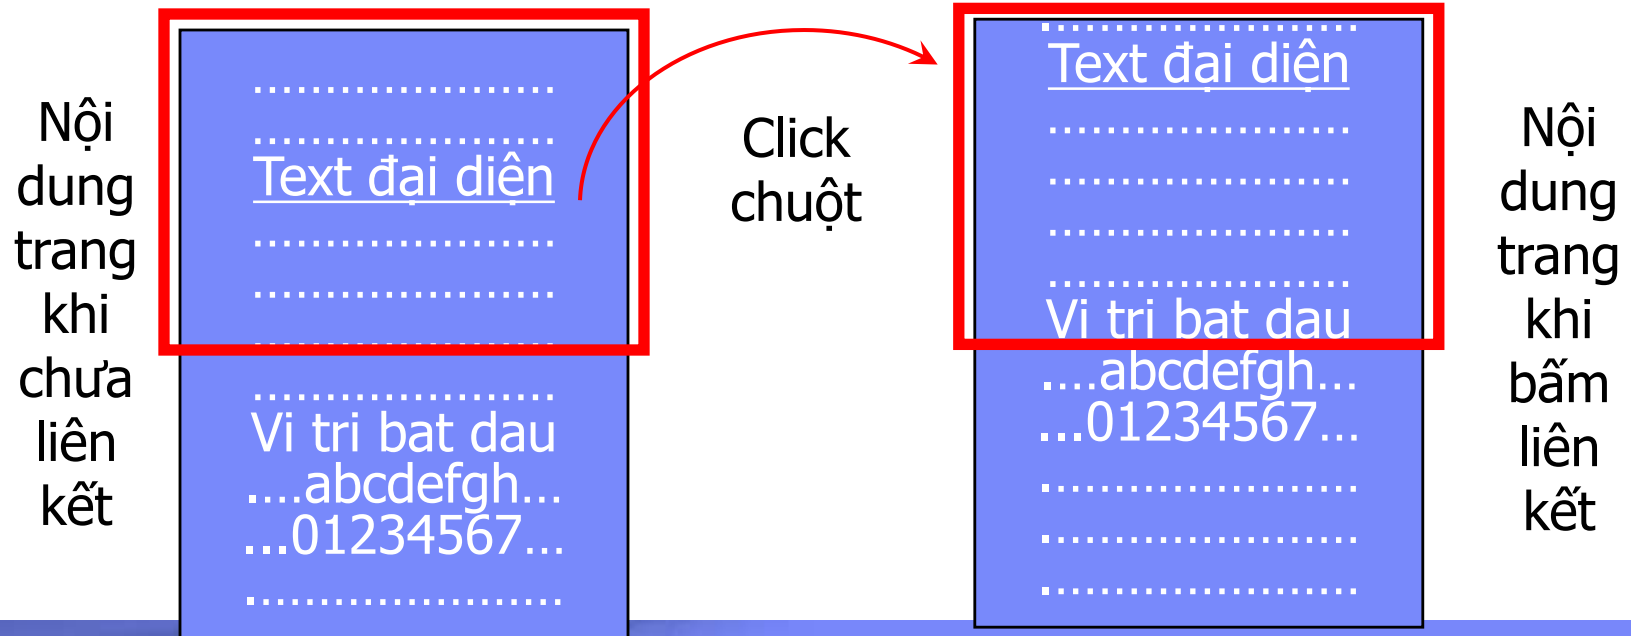 Nội
dung
trang
khi
chưa
liên
kết
.....................
.....................
Text đại diện
.....................
.....................
.....................
.....................
Vi tri bat dau
....abcdefgh...
...01234567...
......................
Click
chuột
......................
Text đại diện
.....................
.....................
.....................
.....................
Vi tri bat dau
....abcdefgh...
...01234567...
......................
......................
......................
Nội
dung
trang
khi
bấm
liên
kết